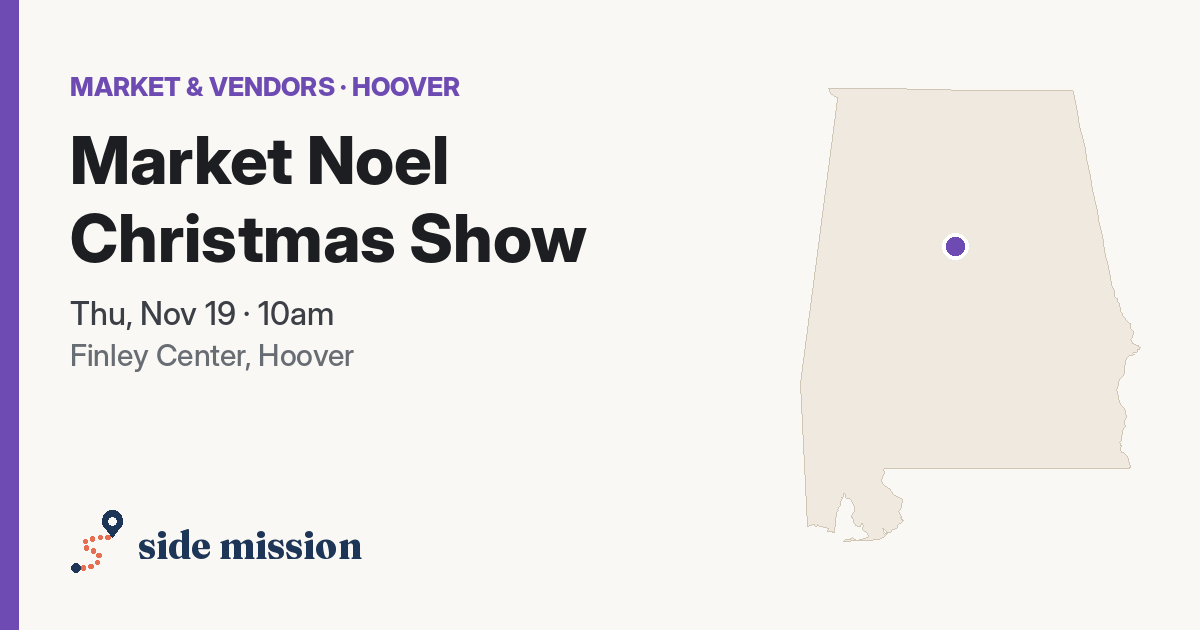 MARKET & VENDORS · HOOVER
Market Noel
Christmas Show
Thu, Nov 19 · 10am
Finley Center, Hoover
side mission